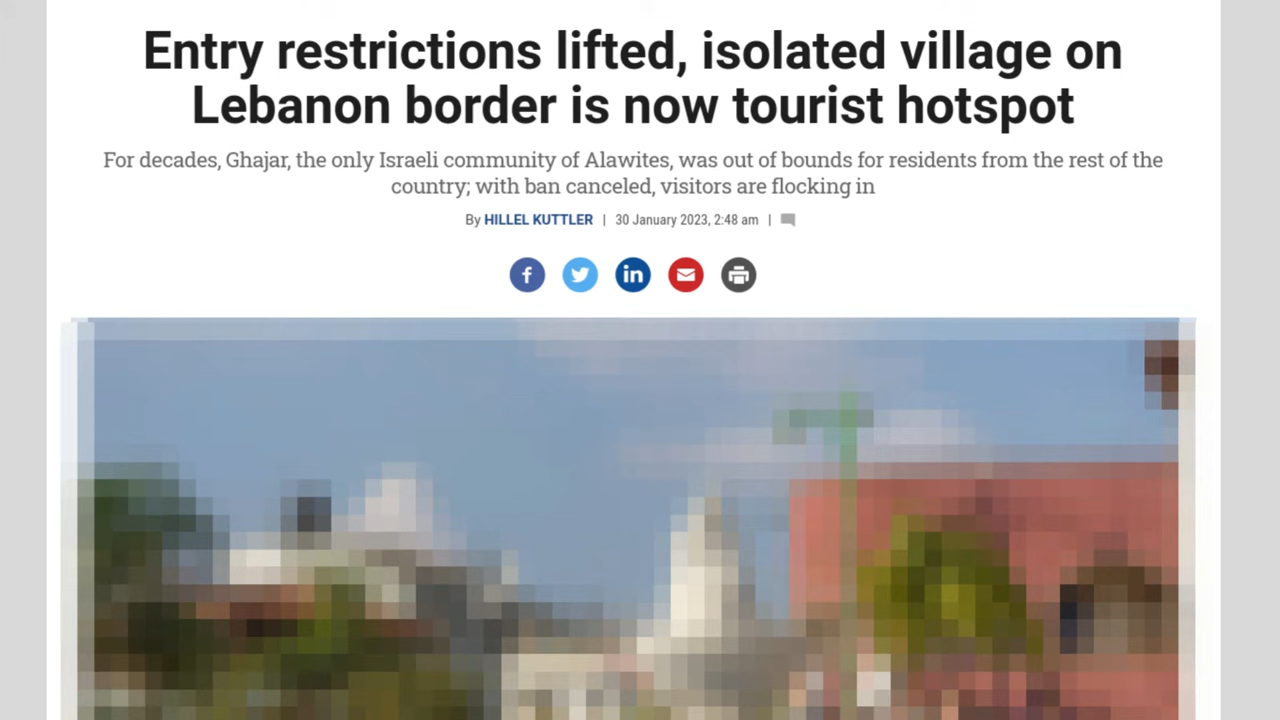 Entry restrictions lifted, isolated village on
Lebanon border is now tourist hotspot
For decades, Ghajar, the only Israeli community of Alawites, was out of bounds for residents from the rest of the
country; with ban canceled, visitors are flocking in
By HILLEL KUTTLER | 30 January 2023, 2:48 am |
f in